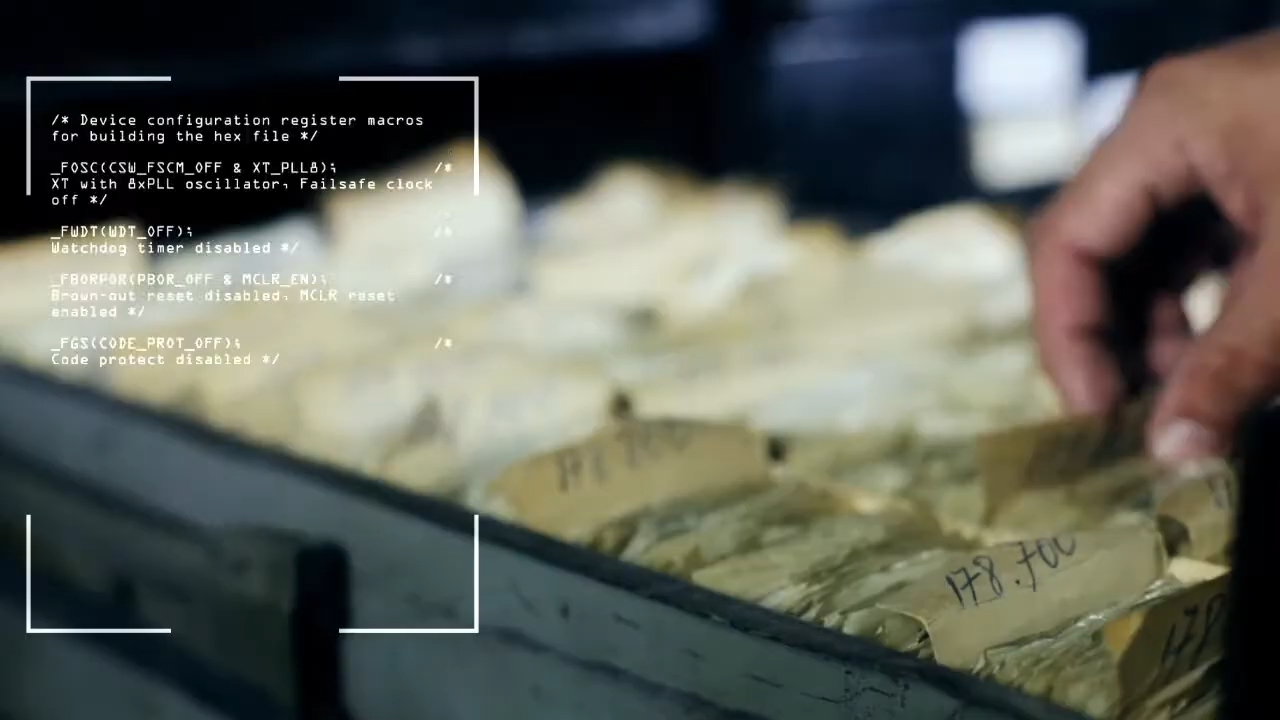 /* Device configuration register macros
for building the hex file */
_FOSC(CSW_FSCM_OFF & XT_PLL8); /*
XT with 8xPLL oscillator, Failsafe clock
off */
_FWDT(WDT_OFF); /*
Watchdog timer disabled */
_FBORPOR(PBOR_OFF & MCLR_EN); /*
Brown-out reset disabled, MCLR reset
enabled */
_FGS(CODE_PROT_OFF); /*
Code protect disabled */
178.700